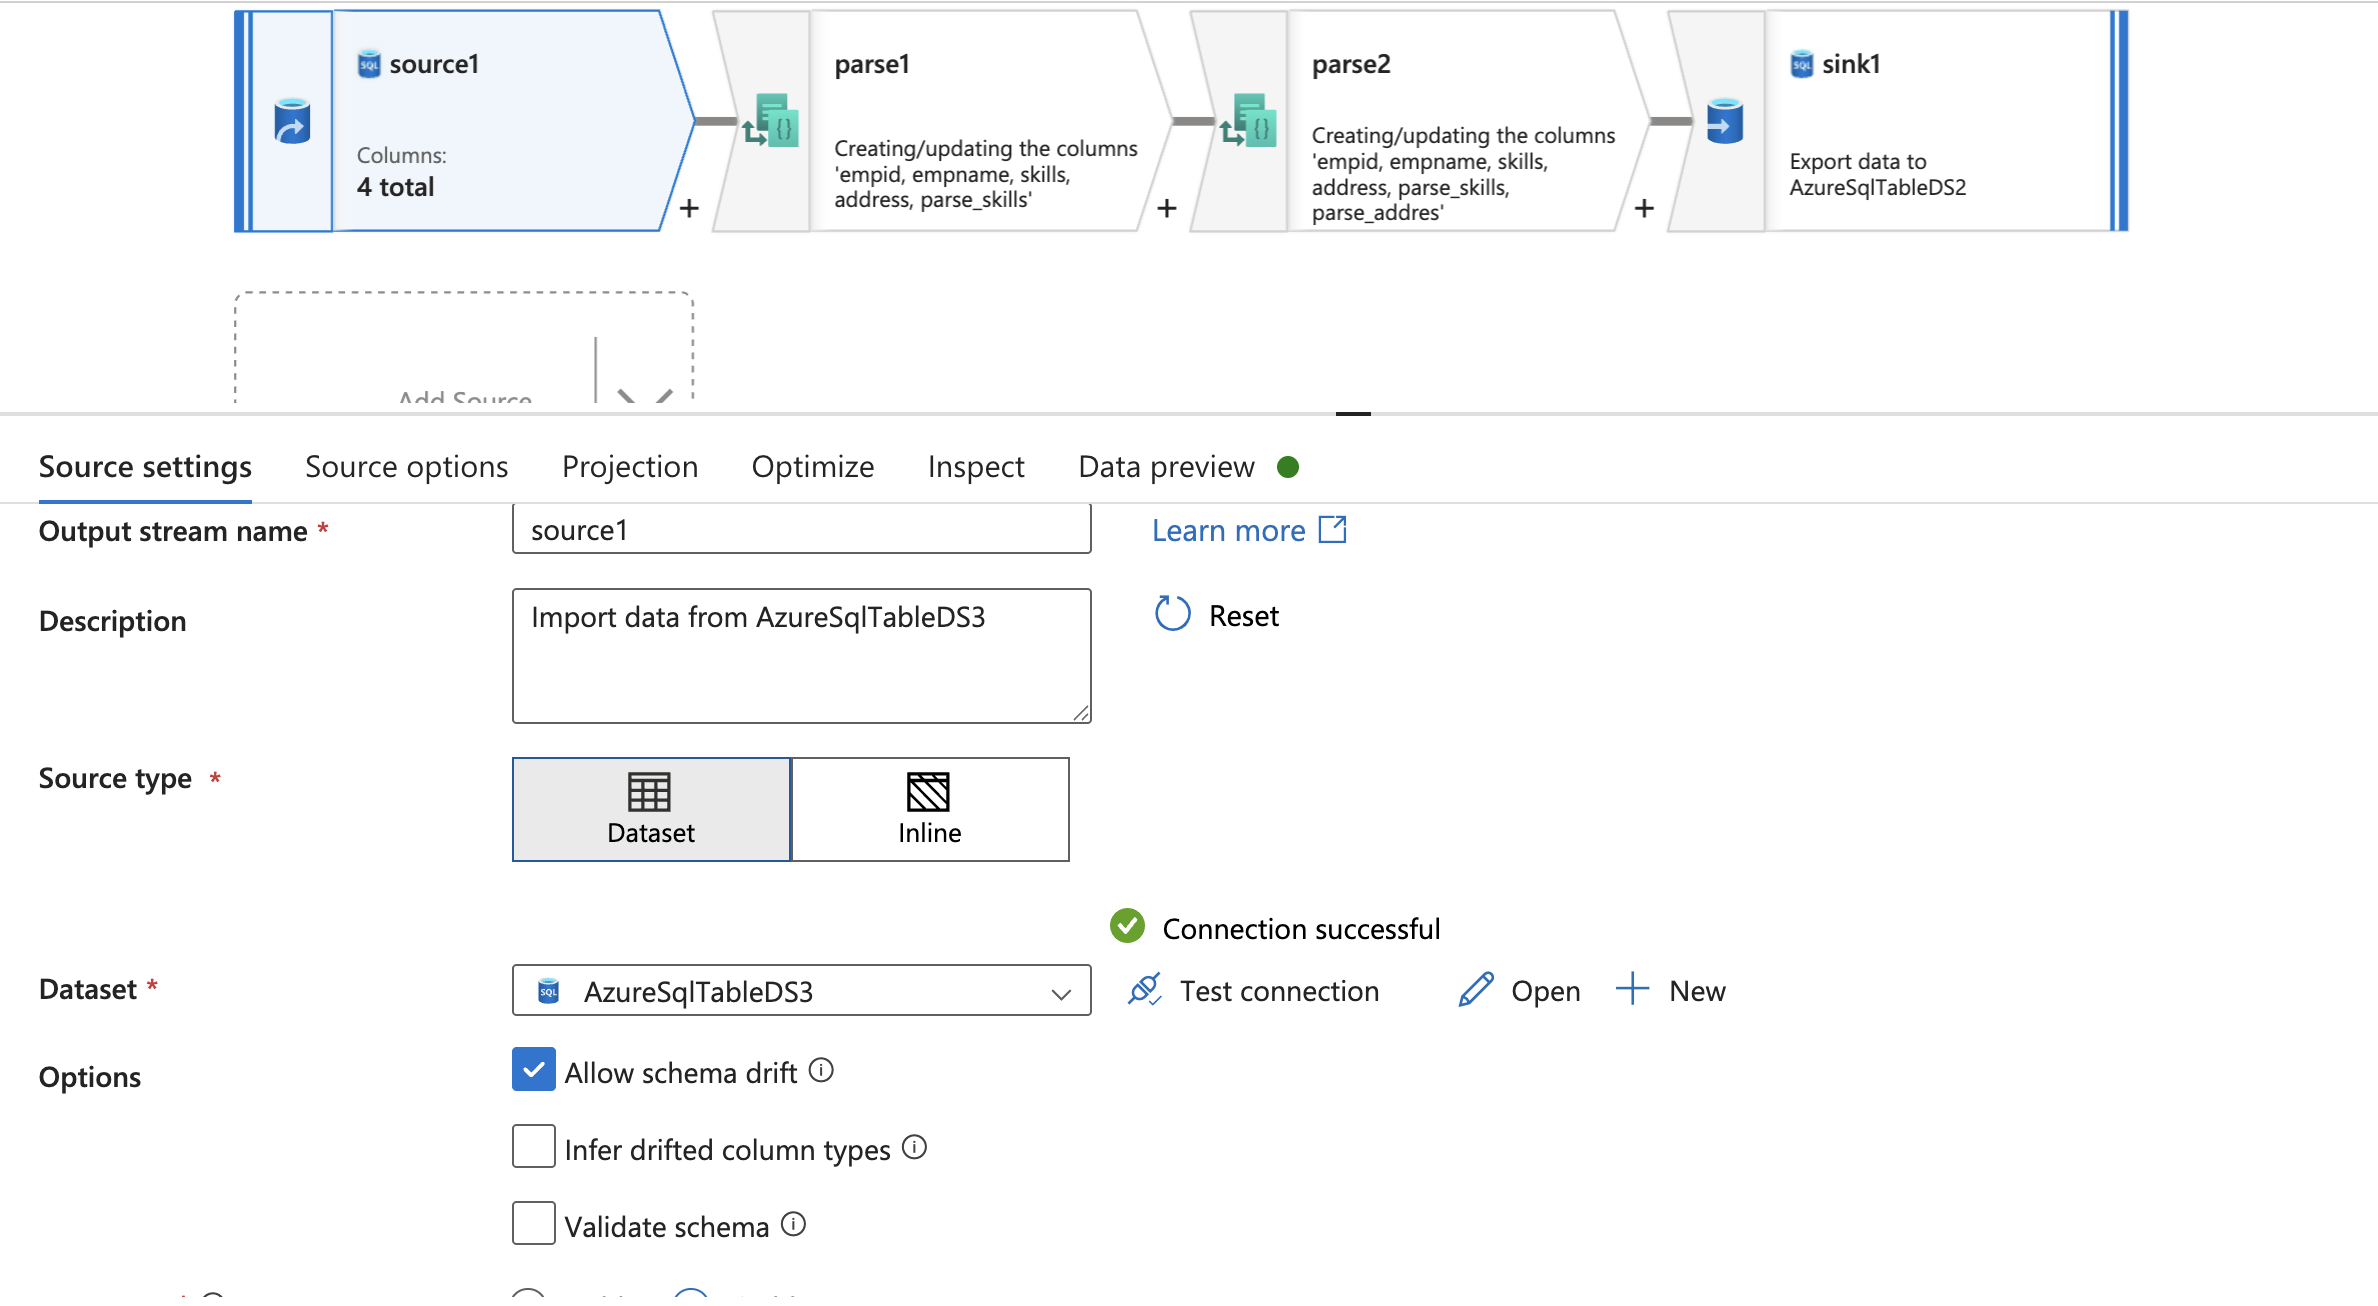 source1
Columns:
4 total
+
parse1
Creating/updating the columns
'empid, empname, skills,
address, parse_skills'
+
parse2
Creating/updating the columns
'empid, empname, skills,
address, parse_skills,
parse_addres'
+
sink1
Export data to
AzureSqlTableDS2
Add Source
Source settings
Source options
Projection
Optimize
Inspect
Data preview
Output stream name *
source1
Learn more
Description
Import data from AzureSqlTableDS3
Reset
Source type *
Dataset
Inline
Connection successful
Dataset *
SQL
AzureSqlTableDS3
Test connection
Open
New
Options
Allow schema drift
Infer drifted column types
Validate schema